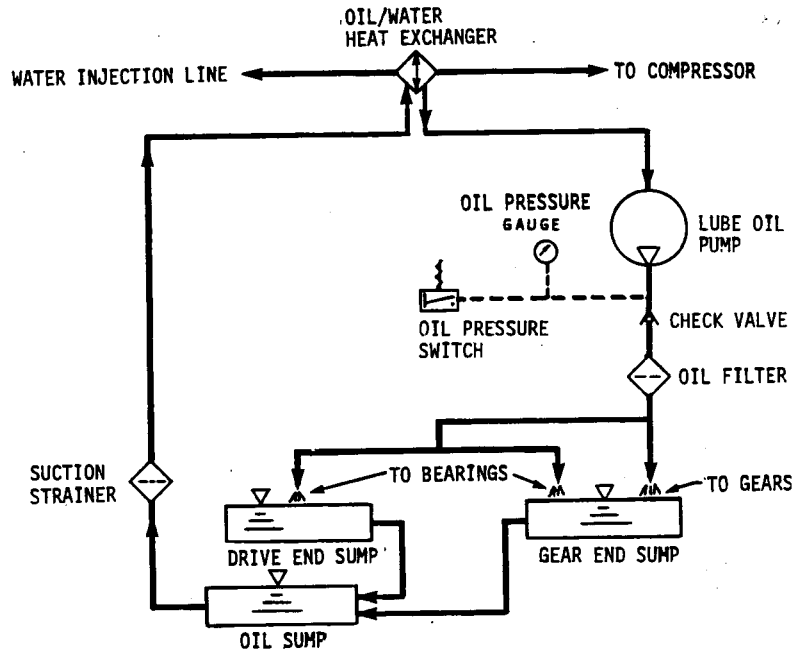 OIL/WATER
HEAT EXCHANGER
WATER INJECTION LINE
TO COMPRESSOR
OIL PRESSURE
GAUGE
LUBE OIL
PUMP
OIL PRESSURE
SWITCH
CHECK VALVE
OIL FILTER
SUCTION
STRAINER
TO BEARINGS
TO GEARS
DRIVE END SUMP
GEAR END SUMP
OIL SUMP